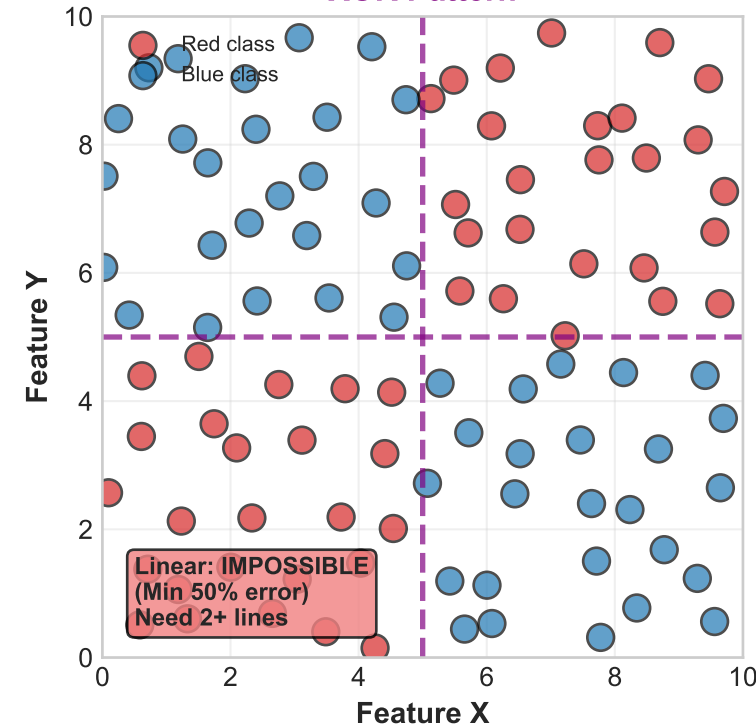 10
Red class
Blue class
8
6
Feature Y
4
2
Linear: IMPOSSIBLE
(Min 50% error)
Need 2+ lines
0
0 2 4 6 8 10
Feature X